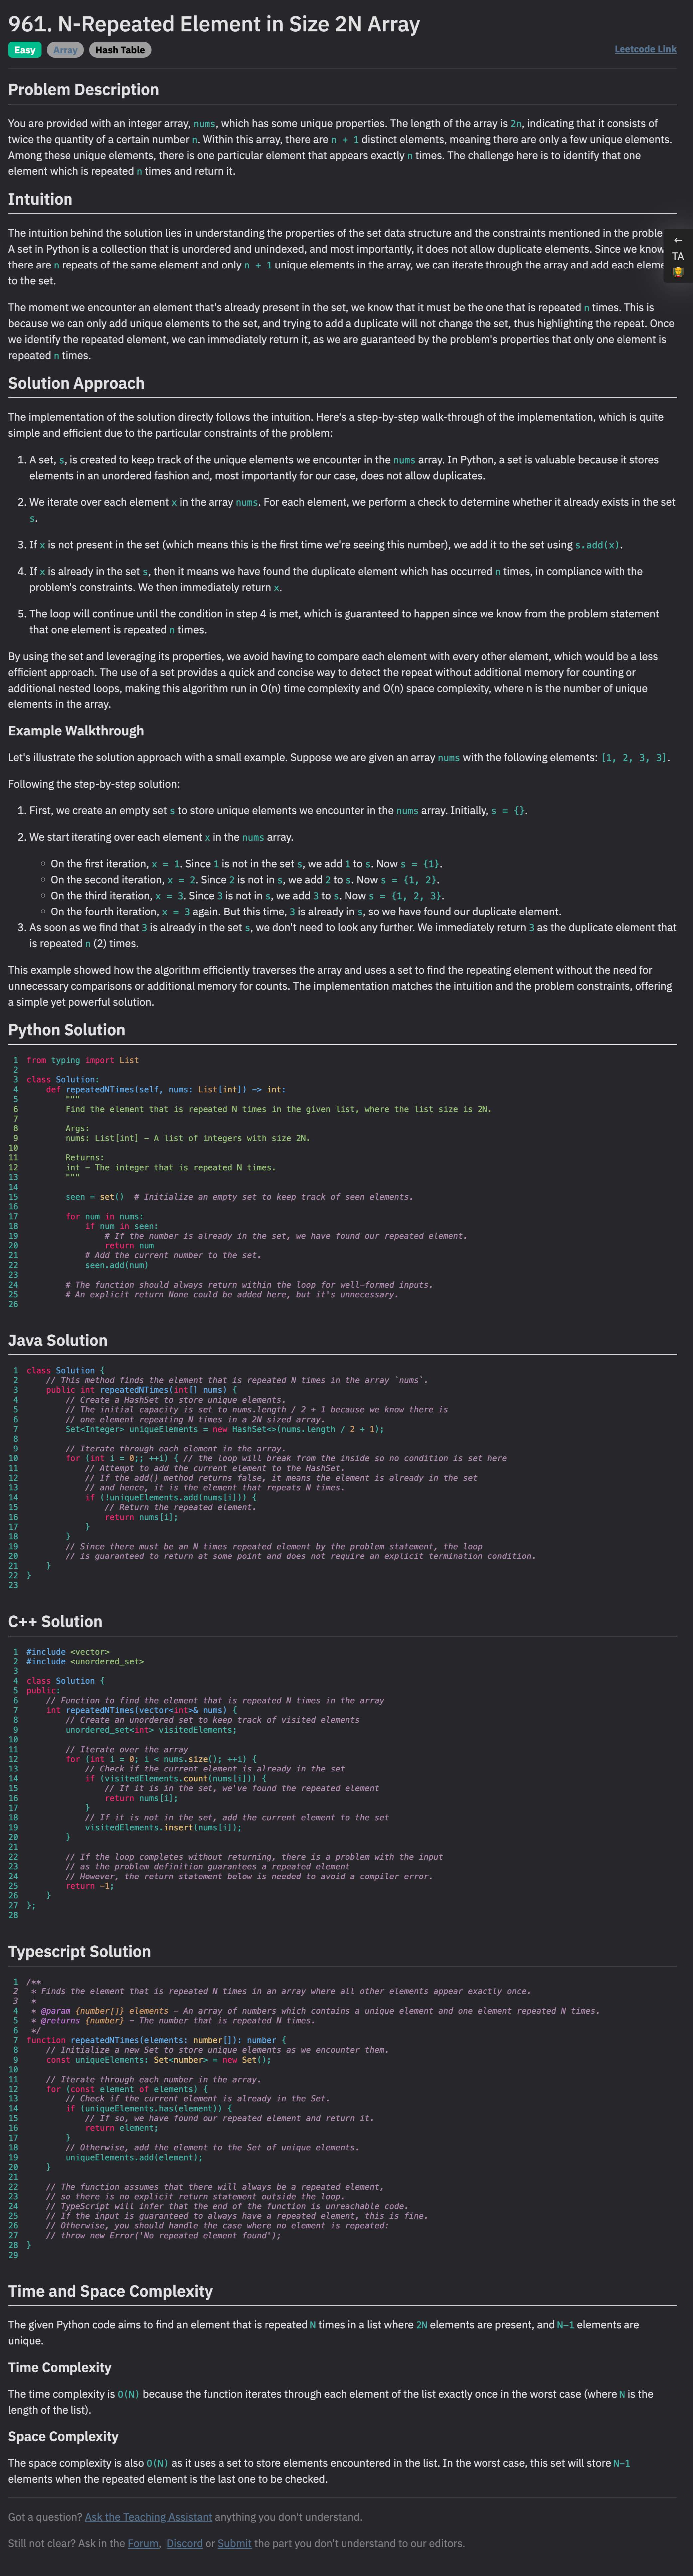 961. N-Repeated Element in Size 2N Array
Easy Array Hash Table Leetcode Link
Problem Description
You are provided with an integer array, nums, which has some unique properties. The length of the array is 2n, indicating that it consists of
twice the quantity of a certain number n. Within this array, there are n + 1 distinct elements, meaning there are only a few unique elements.
Among these unique elements, there is one particular element that appears exactly n times. The challenge here is to identify that one
element which is repeated n times and return it.
Intuition
The intuition behind the solution lies in understanding the properties of the set data structure and the constraints mentioned in the proble
A set in Python is a collection that is unordered and unindexed, and most importantly, it does not allow duplicate elements. Since we know
there are n repeats of the same element and only n + 1 unique elements in the array, we can iterate through the array and add each eleme
to the set.
←
TA
The moment we encounter an element that's already present in the set, we know that it must be the one that is repeated n times. This is
because we can only add unique elements to the set, and trying to add a duplicate will not change the set, thus highlighting the repeat. Once
we identify the repeated element, we can immediately return it, as we are guaranteed by the problem's properties that only one element is
repeated n times.
Solution Approach
The implementation of the solution directly follows the intuition. Here's a step-by-step walk-through of the implementation, which is quite
simple and efficient due to the particular constraints of the problem:
1. A set, s, is created to keep track of the unique elements we encounter in the nums array. In Python, a set is valuable because it stores
elements in an unordered fashion and, most importantly for our case, does not allow duplicates.
2. We iterate over each element x in the array nums. For each element, we perform a check to determine whether it already exists in the set
s.
3. If x is not present in the set (which means this is the first time we're seeing this number), we add it to the set using s.add(x).
4. If x is already in the set s, then it means we have found the duplicate element which has occurred n times, in compliance with the
problem's constraints. We then immediately return x.
5. The loop will continue until the condition in step 4 is met, which is guaranteed to happen since we know from the problem statement
that one element is repeated n times.
By using the set and leveraging its properties, we avoid having to compare each element with every other element, which would be a less
efficient approach. The use of a set provides a quick and concise way to detect the repeat without additional memory for counting or
additional nested loops, making this algorithm run in O(n) time complexity and O(n) space complexity, where n is the number of unique
elements in the array.
Example Walkthrough
Let's illustrate the solution approach with a small example. Suppose we are given an array nums with the following elements: [1, 2, 3, 3].
Following the step-by-step solution:
1. First, we create an empty set s to store unique elements we encounter in the nums array. Initially, s = {}.
2. We start iterating over each element x in the nums array.
○ On the first iteration, x = 1. Since 1 is not in the set s, we add 1 to s. Now s = {1}.
○ On the second iteration, x = 2. Since 2 is not in s, we add 2 to s. Now s = {1, 2}.
○ On the third iteration, x = 3. Since 3 is not in s, we add 3 to s. Now s = {1, 2, 3}.
○ On the fourth iteration, x = 3 again. But this time, 3 is already in s, so we have found our duplicate element.
3. As soon as we find that 3 is already in the set s, we don't need to look any further. We immediately return 3 as the duplicate element that
is repeated n (2) times.
This example showed how the algorithm efficiently traverses the array and uses a set to find the repeating element without the need for
unnecessary comparisons or additional memory for counts. The implementation matches the intuition and the problem constraints, offering
a simple yet powerful solution.
Python Solution
1 from typing import List
2
3 class Solution:
4     def repeatedNTimes(self, nums: List[int]) -> int:
5         """
6         Find the element that is repeated N times in the given list, where the list size is 2N.
7
8         Args:
9         nums: List[int] - A list of integers with size 2N.
10
11         Returns:
12         int - The integer that is repeated N times.
13         """
14
15         seen = set()  # Initialize an empty set to keep track of seen elements.
16
17         for num in nums:
18             if num in seen:
19                 # If the number is already in the set, we have found our repeated element.
20                 return num
21             # Add the current number to the set.
22             seen.add(num)
23
24         # The function should always return within the loop for well-formed inputs.
25         # An explicit return None could be added here, but it's unnecessary.
26
Java Solution
1 class Solution {
2     // This method finds the element that is repeated N times in the array `nums`.
3     public int repeatedNTimes(int[] nums) {
4         // Create a HashSet to store unique elements.
5         // The initial capacity is set to nums.length / 2 + 1 because we know there is
6         // one element repeating N times in a 2N sized array.
7         Set<Integer> uniqueElements = new HashSet<>(nums.length / 2 + 1);
8
9         // Iterate through each element in the array.
10         for (int i = 0;; ++i) { // the loop will break from the inside so no condition is set here
11             // Attempt to add the current element to the HashSet.
12             // If the add() method returns false, it means the element is already in the set
13             // and hence, it is the element that repeats N times.
14             if (!uniqueElements.add(nums[i])) {
15                 // Return the repeated element.
16                 return nums[i];
17             }
18         }
19         // Since there must be an N times repeated element by the problem statement, the loop
20         // is guaranteed to return at some point and does not require an explicit termination condition.
21     }
22 }
23
C++ Solution
1 #include <vector>
2 #include <unordered_set>
3
4 class Solution {
5 public:
6     // Function to find the element that is repeated N times in the array
7     int repeatedNTimes(vector<int>& nums) {
8         // Create an unordered set to keep track of visited elements
9         unordered_set<int> visitedElements;
10
11         // Iterate over the array
12         for (int i = 0; i < nums.size(); ++i) {
13             // Check if the current element is already in the set
14             if (visitedElements.count(nums[i])) {
15                 // If it is in the set, we've found the repeated element
16                 return nums[i];
17             }
18             // If it is not in the set, add the current element to the set
19             visitedElements.insert(nums[i]);
20         }
21
22         // If the loop completes without returning, there is a problem with the input
23         // as the problem definition guarantees a repeated element
24         // However, the return statement below is needed to avoid a compiler error.
25         return -1;
26     }
27 };
28
Typescript Solution
1 /**
2  * Finds the element that is repeated N times in an array where all other elements appear exactly once.
3  *
4  * @param {number[]} elements - An array of numbers which contains a unique element and one element repeated N times.
5  * @returns {number} - The number that is repeated N times.
6  */
7 function repeatedNTimes(elements: number[]): number {
8     // Initialize a new Set to store unique elements as we encounter them.
9     const uniqueElements: Set<number> = new Set();
10
11     // Iterate through each number in the array.
12     for (const element of elements) {
13         // Check if the current element is already in the Set.
14         if (uniqueElements.has(element)) {
15             // If so, we have found our repeated element and return it.
16             return element;
17         }
18         // Otherwise, add the element to the Set of unique elements.
19         uniqueElements.add(element);
20     }
21
22     // The function assumes that there will always be a repeated element,
23     // so there is no explicit return statement outside the loop.
24     // TypeScript will infer that the end of the function is unreachable code.
25     // If the input is guaranteed to always have a repeated element, this is fine.
26     // Otherwise, you should handle the case where no element is repeated:
27     // throw new Error('No repeated element found');
28 }
29
Time and Space Complexity
The given Python code aims to find an element that is repeated N times in a list where 2N elements are present, and N-1 elements are
unique.
Time Complexity
The time complexity is O(N) because the function iterates through each element of the list exactly once in the worst case (where N is the
length of the list).
Space Complexity
The space complexity is also O(N) as it uses a set to store elements encountered in the list. In the worst case, this set will store N-1
elements when the repeated element is the last one to be checked.
Got a question? Ask the Teaching Assistant anything you don't understand.
Still not clear? Ask in the Forum, Discord or Submit the part you don't understand to our editors.